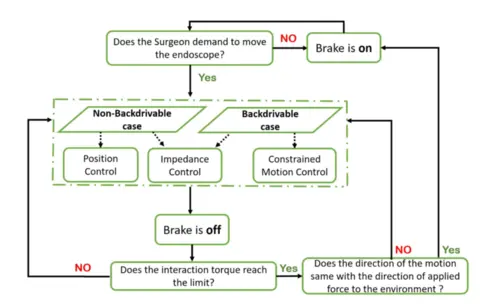 Does the Surgeon demand to move
the endoscope?
NO
Brake is on
Yes
Non-Backdrivable
case
Backdrivable
case
Position
Control
Impedance
Control
Constrained
Motion Control
Brake is off
NO
Does the interaction torque reach
the limit?
Yes
NO
Yes
Does the direction of the motion
same with the direction of applied
force to the environment ?